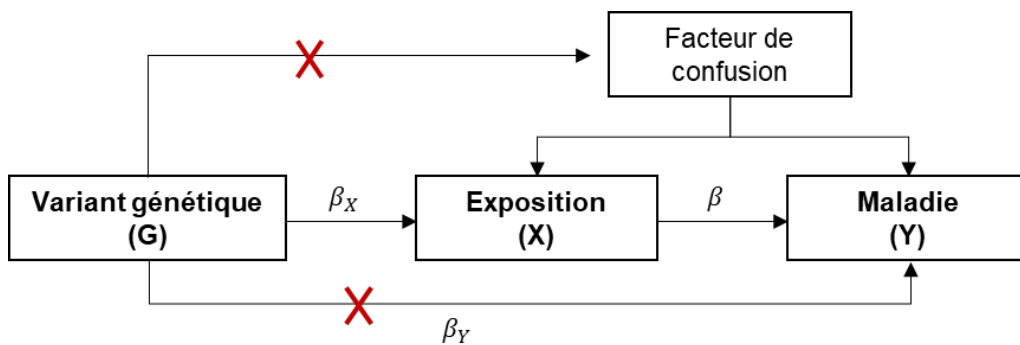 Facteur de
confusion
Variant génétique
(G)
β_X
Exposition
(X)
β
Maladie
(Y)
β_Y